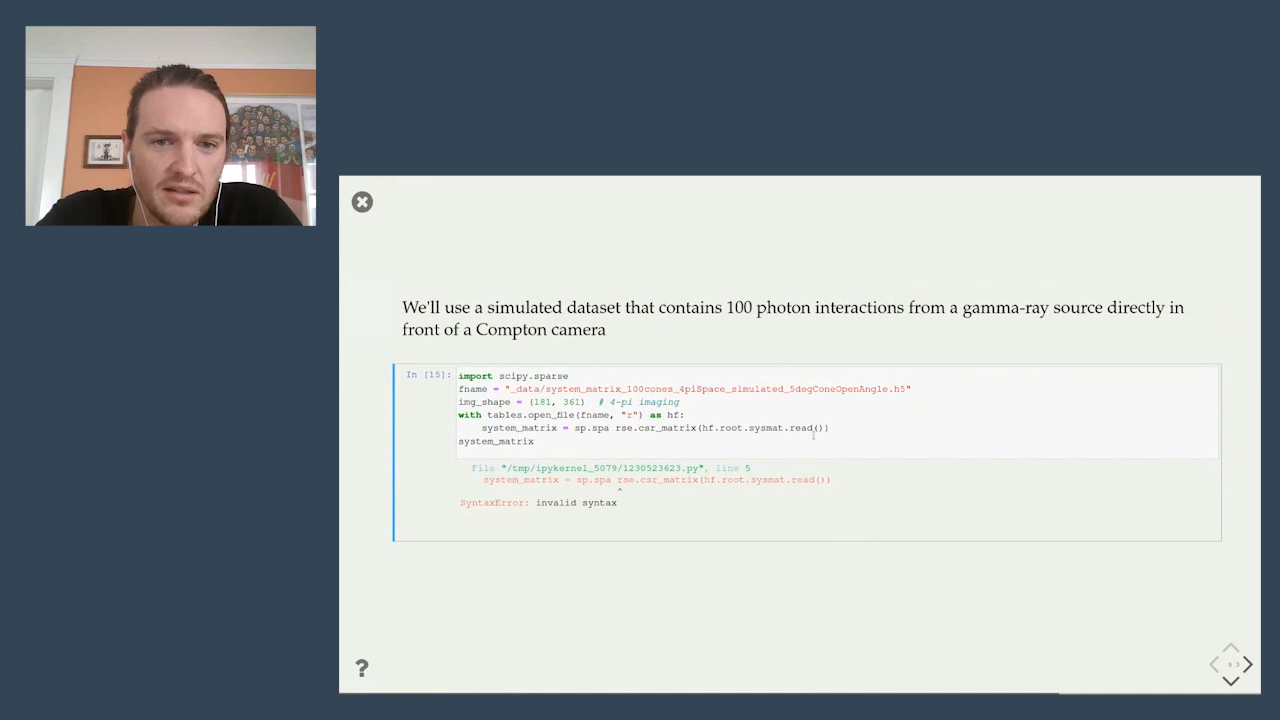 We'll use a simulated dataset that contains 100 photon interactions from a gamma-ray source directly in
front of a Compton camera
In [15]:
import scipy.sparse
fname = "_data/system_matrix_100cones_4piSpace_simulated_5degConeOpenAngle.h5"
img_shape = (181, 361)  # 4-pi imaging
with tables.open_file(fname, "r") as hf:
    system_matrix = sp.spa rse.csr_matrix(hf.root.sysmat.read())
system_matrix
File "/tmp/ipykernel_5079/1230523623.py", line 5
    system_matrix = sp.spa rse.csr_matrix(hf.root.sysmat.read())
^
SyntaxError: invalid syntax
?